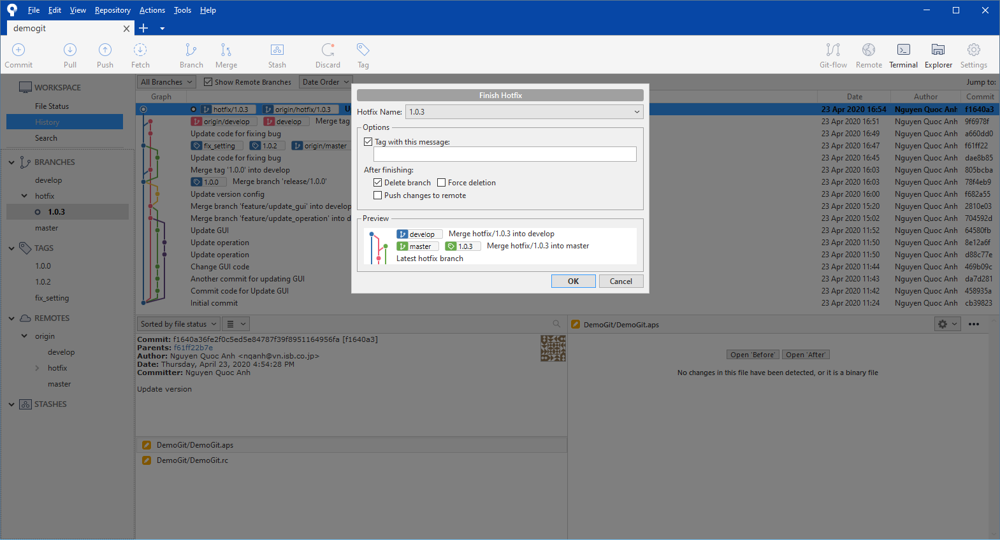 File Edit View Repository Actions Tools Help
demogit
Commit Pull Push Fetch Branch Merge Stash Discard Tag Git-flow Remote Terminal Explorer Settings
WORKSPACE
File Status
History
Search
BRANCHES
develop
hotfix
1.0.3
master
TAGS
1.0.0
1.0.2
fix_setting
REMOTES
origin
develop
hotfix
master
STASHES
All Branches Show Remote Branches Date Order Jump to:
Graph Date Author Commit
hotfix/1.0.3 origin/hotfix/1.0.3 23 Apr 2020 16:54 Nguyen Quoc Anh f1640a3
origin/develop develop Merge tag 23 Apr 2020 16:51 Nguyen Quoc Anh 9f6978f
Update code for fixing bug 23 Apr 2020 16:49 Nguyen Quoc Anh a660dd0
fix_setting 1.0.2 origin/master 23 Apr 2020 16:47 Nguyen Quoc Anh f61ff22
Update code for fixing bug 23 Apr 2020 16:45 Nguyen Quoc Anh dae8b85
Merge tag '1.0.0' into develop 23 Apr 2020 16:03 Nguyen Quoc Anh 805bcba
1.0.0 Merge branch 'release/1.0.0' 23 Apr 2020 16:03 Nguyen Quoc Anh 78f4eb9
Update version config 23 Apr 2020 16:00 Nguyen Quoc Anh f682a55
Merge branch 'feature/update_gui' into develop 23 Apr 2020 15:20 Nguyen Quoc Anh 2810e03
Merge branch 'feature/update_operation' into d 23 Apr 2020 15:02 Nguyen Quoc Anh 704592d
Update GUI 23 Apr 2020 11:52 Nguyen Quoc Anh 64580fb
Update operation 23 Apr 2020 11:50 Nguyen Quoc Anh 8e12a6f
Update operation 23 Apr 2020 11:50 Nguyen Quoc Anh d88c77e
Change GUI code 23 Apr 2020 11:44 Nguyen Quoc Anh 469b09c
Another commit for updating GUI 23 Apr 2020 11:43 Nguyen Quoc Anh da7d281
Commit code for Update GUI 23 Apr 2020 11:42 Nguyen Quoc Anh 458935a
Initial commit 23 Apr 2020 11:24 Nguyen Quoc Anh cb39823
Finish Hotfix
Hotfix Name: 1.0.3
Options
Tag with this message:
After finishing:
Delete branch Force deletion
Push changes to remote
Preview
develop Merge hotfix/1.0.3 into develop
master 1.0.3 Merge hotfix/1.0.3 into master
Latest hotfix branch
OK Cancel
Sorted by file status
Commit: f1640a36fe2f0c5ed5e84787f39f8951164956fa [f1640a3]
Parents: f61ff22b7e
Author: Nguyen Quoc Anh <nqanh@vn.isb.co.jp>
Date: Thursday, April 23, 2020 4:54:28 PM
Committer: Nguyen Quoc Anh
Update version
DemoGit/DemoGit.aps
DemoGit/DemoGit.rc
DemoGit/DemoGit.aps
Open 'Before' Open 'After'
No changes in this file have been detected, or it is a binary file